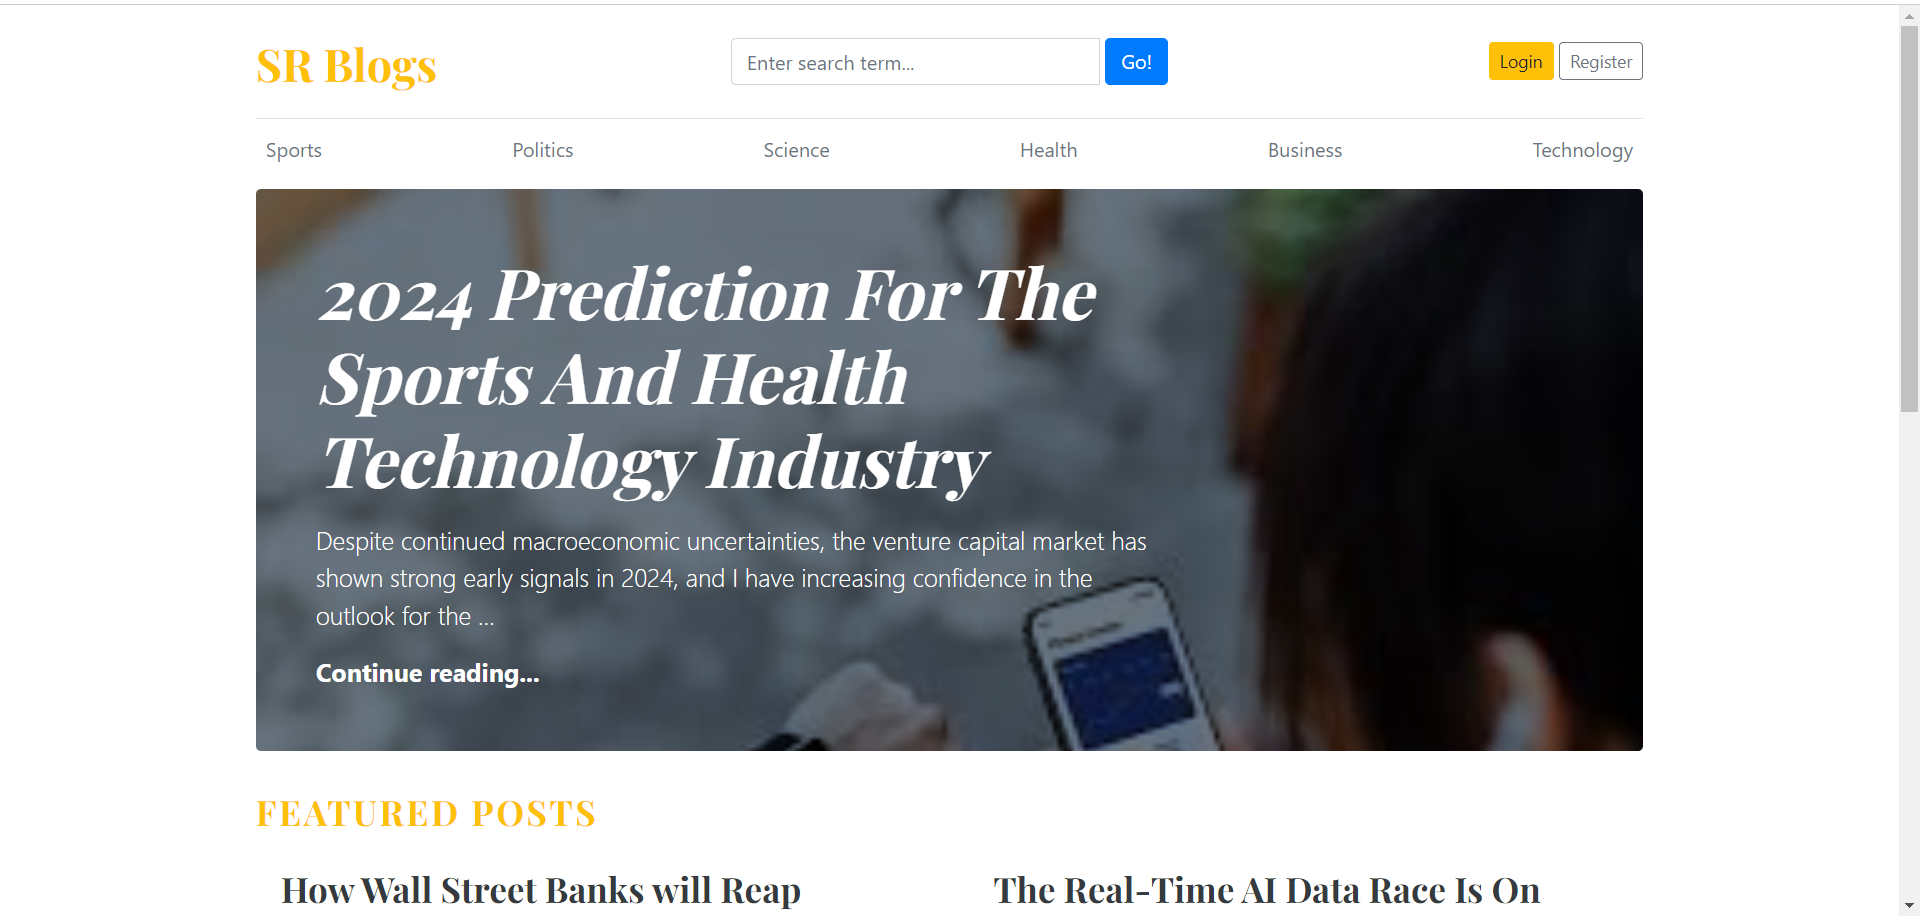 SR Blogs
Enter search term...
Go!
Login
Register
Sports
Politics
Science
Health
Business
Technology
2024 Prediction For The
Sports And Health
Technology Industry
Despite continued macroeconomic uncertainties, the venture capital market has
shown strong early signals in 2024, and I have increasing confidence in the
outlook for the ...
Continue reading...
FEATURED POSTS
How Wall Street Banks will Reap
The Real-Time AI Data Race Is On